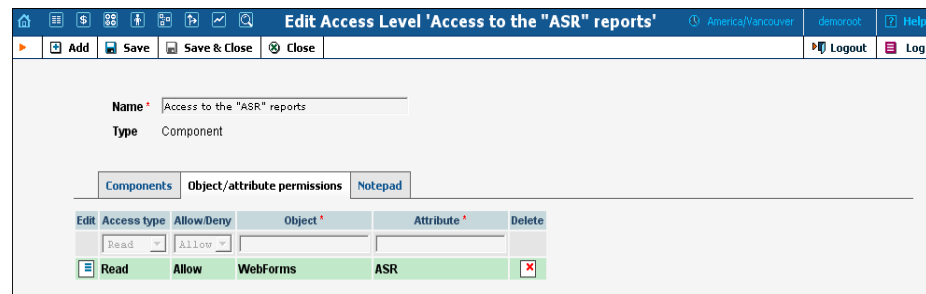 Edit Access Level 'Access to the "ASR" reports' America/Vancouver demoroot Help
Add Save Save & Close Close Logout Log
Name * Access to the "ASR" reports
Type Component
Components Object/attribute permissions Notepad
Edit Access type Allow/Deny Object * Attribute * Delete
Read Allow
Read Allow WebForms ASR